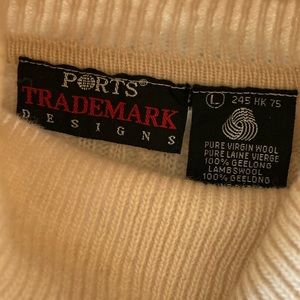 PORTS
TRADEMARK
DESIGNS
L 245 HK 75
PURE VIRGIN WOOL
PURE LAINE VIERGE
100% GEELONG
LAMBSWOOL
100% GEELONG